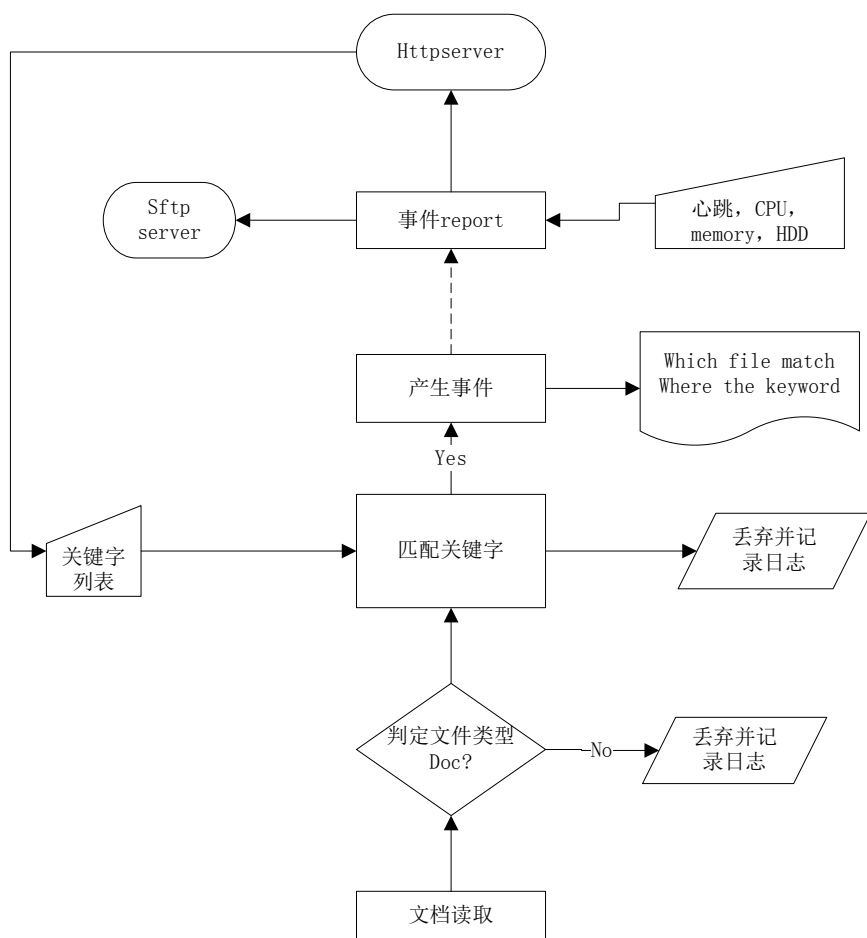 Httpserver
Sftp
server
事件report
心跳，CPU，
memory，HDD
产生事件
Which file match
Where the keyword
Yes
关键字
列表
匹配关键字
丢弃并记
录日志
判定文件类型
Doc?
No
丢弃并记
录日志
文档读取